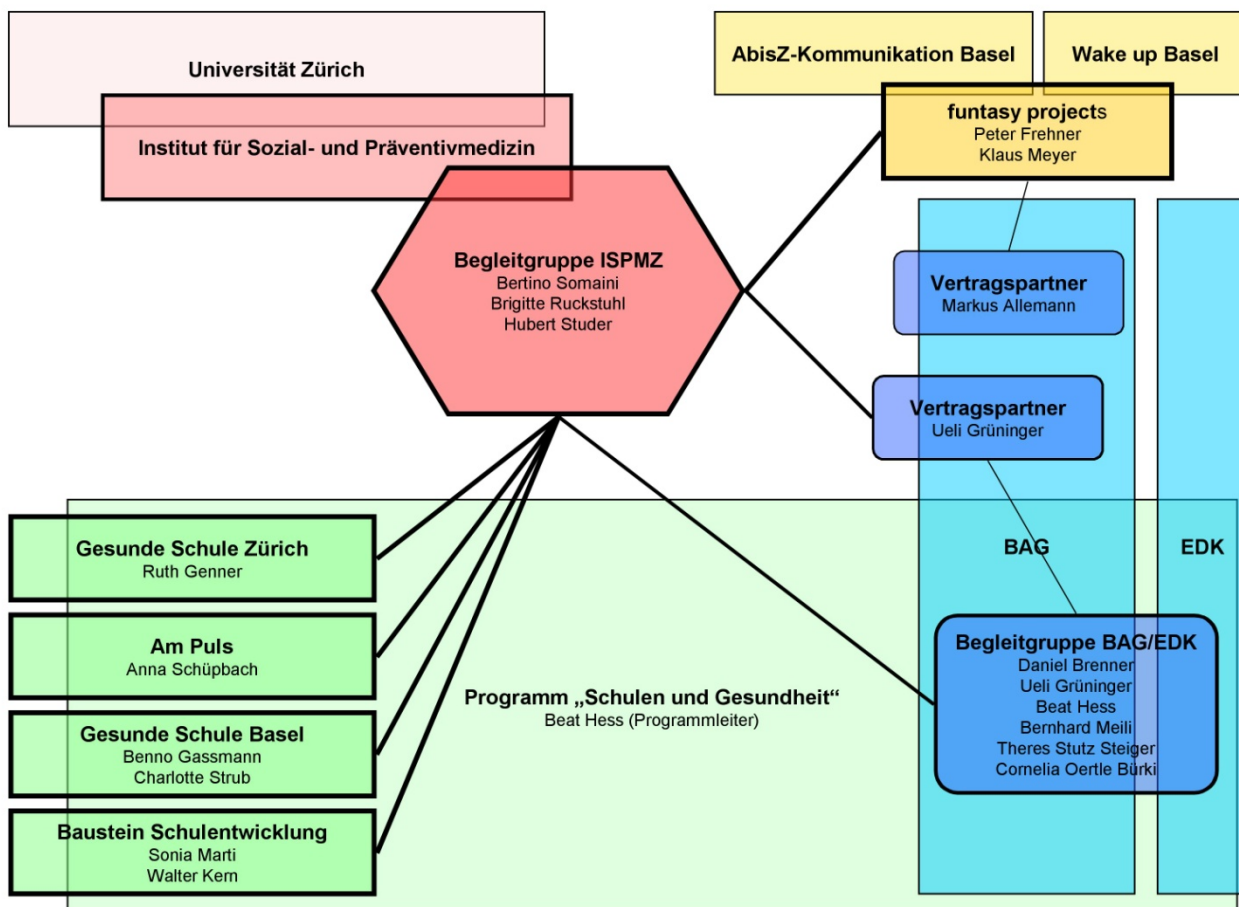 Universität Zürich
Institut für Sozial- und Präventivmedizin
AbisZ-Kommunikation Basel
Wake up Basel
funtasy projects
Peter Frehner
Klaus Meyer
Begleitgruppe ISPMZ
Bertino Somaini
Brigitte Ruckstuhl
Hubert Studer
Vertragspartner
Markus Allemann
Vertragspartner
Ueli Grüninger
Gesunde Schule Zürich
Ruth Genner
Am Puls
Anna Schüpbach
Gesunde Schule Basel
Benno Gassmann
Charlotte Strub
Baustein Schulentwicklung
Sonia Marti
Walter Kern
Programm „Schulen und Gesundheit“
Beat Hess (Programmleiter)
BAG
EDK
Begleitgruppe BAG/EDK
Daniel Brenner
Ueli Grüninger
Beat Hess
Bernhard Meili
Theres Stutz Steiger
Cornelia Oertle Bürki